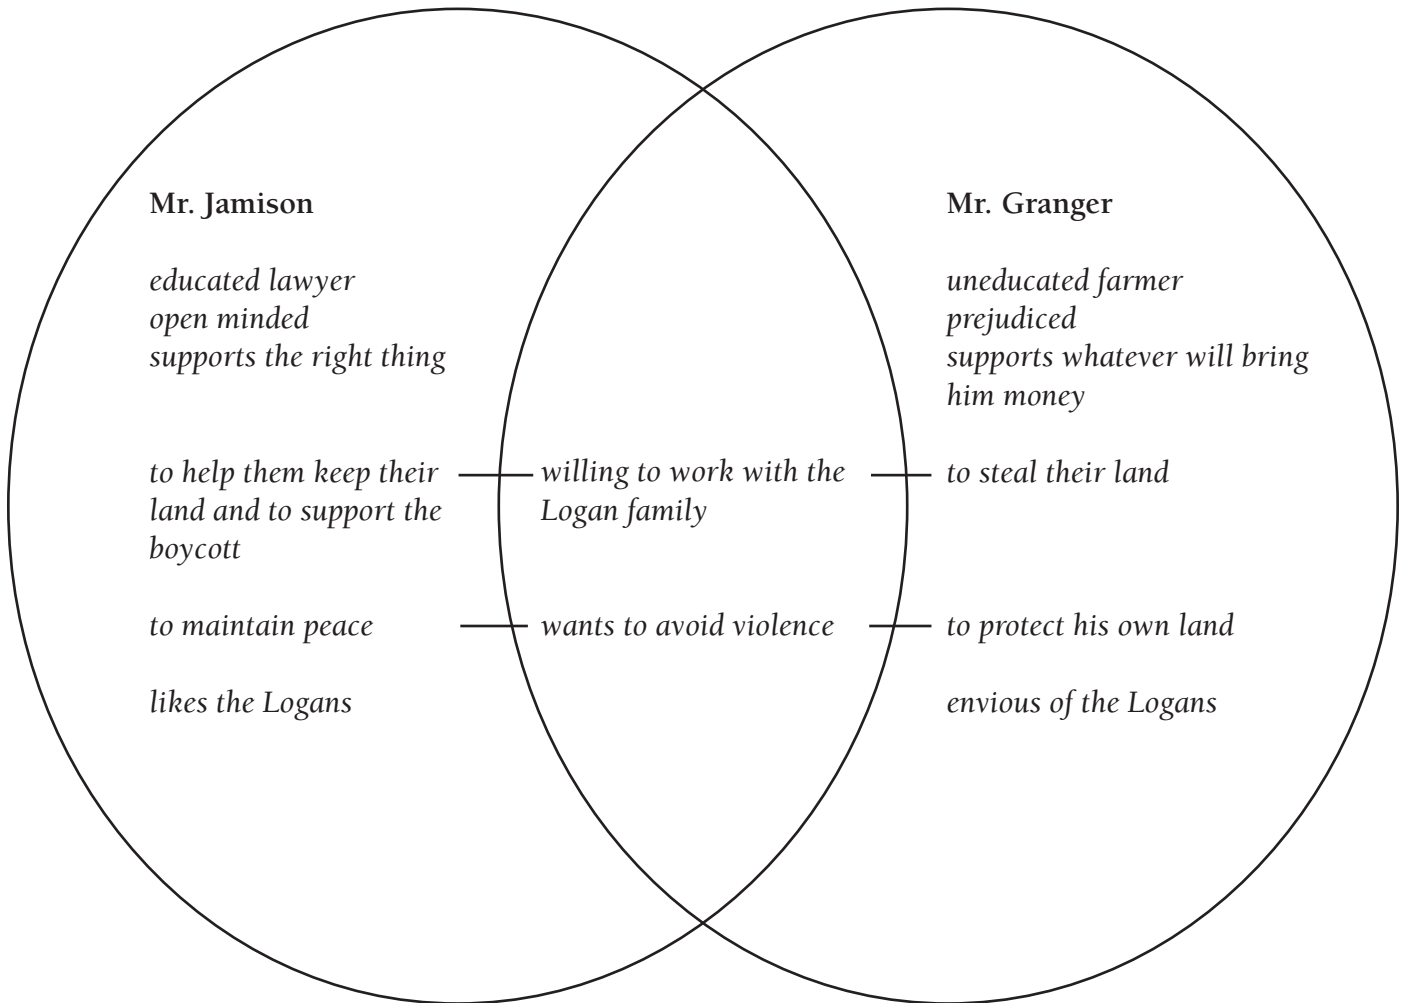 Mr. Jamison
educated lawyer
open minded
supports the right thing
to help them keep their
land and to support the
boycott
to maintain peace
likes the Logans
willing to work with the
Logan family
wants to avoid violence
Mr. Granger
uneducated farmer
prejudiced
supports whatever will bring
him money
to steal their land
to protect his own land
envious of the Logans